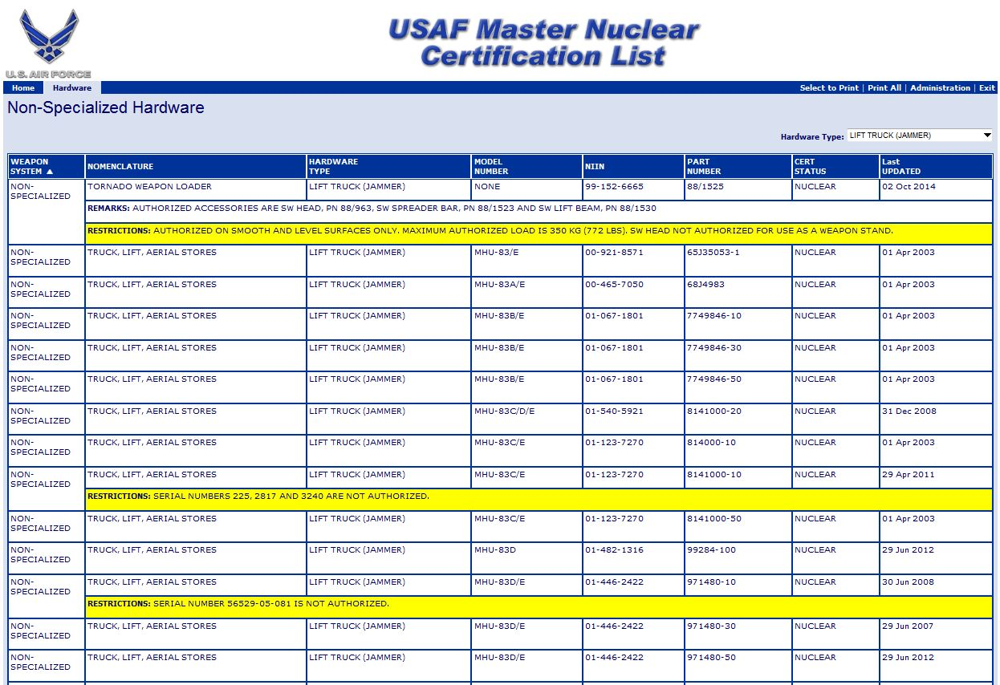 USAF Master Nuclear
Certification List
U.S. AIR FORCE
Home Hardware Select to Print | Print All | Administration | Exit
Non-Specialized Hardware
Hardware Type: LIFT TRUCK (JAMMER)
WEAPON SYSTEM ▲ NOMENCLATURE HARDWARE TYPE MODEL NUMBER NIIN PART NUMBER CERT STATUS Last UPDATED
NON-SPECIALIZED TORNADO WEAPON LOADER LIFT TRUCK (JAMMER) NONE 99-152-6665 88/1525 NUCLEAR 02 Oct 2014
REMARKS: AUTHORIZED ACCESSORIES ARE SW HEAD, PN 88/963, SW SPREADER BAR, PN 88/1523 AND SW LIFT BEAM, PN 88/1530
RESTRICTIONS: AUTHORIZED ON SMOOTH AND LEVEL SURFACES ONLY. MAXIMUM AUTHORIZED LOAD IS 350 KG (772 LBS). SW HEAD NOT AUTHORIZED FOR USE AS A WEAPON STAND.
NON-SPECIALIZED TRUCK, LIFT, AERIAL STORES LIFT TRUCK (JAMMER) MHU-83/E 00-921-8571 65J35053-1 NUCLEAR 01 Apr 2003
NON-SPECIALIZED TRUCK, LIFT, AERIAL STORES LIFT TRUCK (JAMMER) MHU-83A/E 00-465-7050 68J4983 NUCLEAR 01 Apr 2003
NON-SPECIALIZED TRUCK, LIFT, AERIAL STORES LIFT TRUCK (JAMMER) MHU-83B/E 01-067-1801 7749846-10 NUCLEAR 01 Apr 2003
NON-SPECIALIZED TRUCK, LIFT, AERIAL STORES LIFT TRUCK (JAMMER) MHU-83B/E 01-067-1801 7749846-30 NUCLEAR 01 Apr 2003
NON-SPECIALIZED TRUCK, LIFT, AERIAL STORES LIFT TRUCK (JAMMER) MHU-83B/E 01-067-1801 7749846-50 NUCLEAR 01 Apr 2003
NON-SPECIALIZED TRUCK, LIFT, AERIAL STORES LIFT TRUCK (JAMMER) MHU-83C/D/E 01-540-5921 8141000-20 NUCLEAR 31 Dec 2008
NON-SPECIALIZED TRUCK, LIFT, AERIAL STORES LIFT TRUCK (JAMMER) MHU-83C/E 01-123-7270 814000-10 NUCLEAR 01 Apr 2003
NON-SPECIALIZED TRUCK, LIFT, AERIAL STORES LIFT TRUCK (JAMMER) MHU-83C/E 01-123-7270 8141000-10 NUCLEAR 29 Apr 2011
RESTRICTIONS: SERIAL NUMBERS 225, 2817 AND 3240 ARE NOT AUTHORIZED.
NON-SPECIALIZED TRUCK, LIFT, AERIAL STORES LIFT TRUCK (JAMMER) MHU-83C/E 01-123-7270 8141000-50 NUCLEAR 01 Apr 2003
NON-SPECIALIZED TRUCK, LIFT, AERIAL STORES LIFT TRUCK (JAMMER) MHU-83D 01-482-1316 99284-100 NUCLEAR 29 Jun 2012
NON-SPECIALIZED TRUCK, LIFT, AERIAL STORES LIFT TRUCK (JAMMER) MHU-83D/E 01-446-2422 971480-10 NUCLEAR 30 Jun 2008
RESTRICTIONS: SERIAL NUMBER 56529-05-081 IS NOT AUTHORIZED.
NON-SPECIALIZED TRUCK, LIFT, AERIAL STORES LIFT TRUCK (JAMMER) MHU-83D/E 01-446-2422 971480-30 NUCLEAR 29 Jun 2007
NON-SPECIALIZED TRUCK, LIFT, AERIAL STORES LIFT TRUCK (JAMMER) MHU-83D/E 01-446-2422 971480-50 NUCLEAR 29 Jun 2012